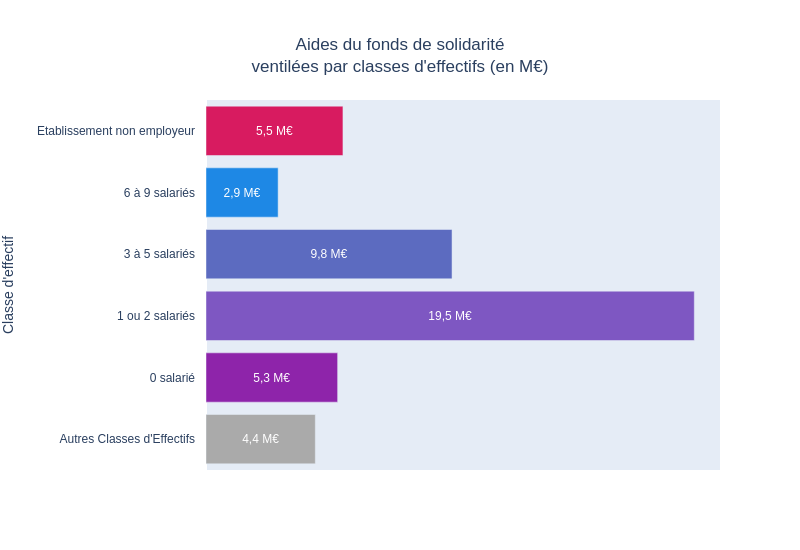 Aides du fonds de solidarité
ventilées par classes d'effectifs (en M€)
Classe d'effectif
Etablissement non employeur
5,5 M€
6 à 9 salariés
2,9 M€
3 à 5 salariés
9,8 M€
1 ou 2 salariés
19,5 M€
0 salarié
5,3 M€
Autres Classes d'Effectifs
4,4 M€